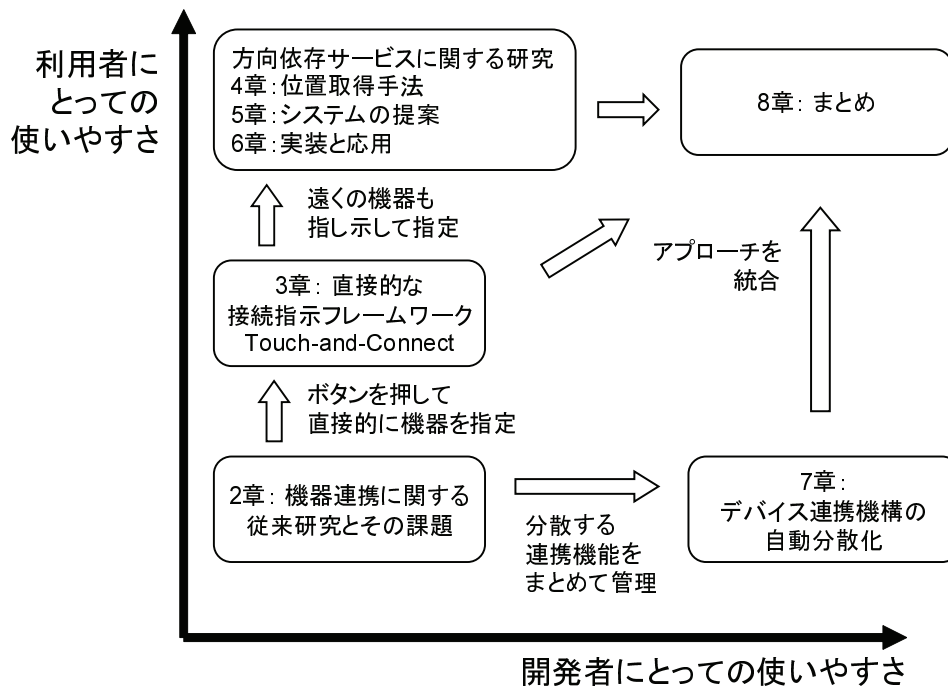 利用者に
とっての
使いやすさ
方向依存サービスに関する研究
4章：位置取得手法
5章：システムの提案
6章：実装と応用
8章：まとめ
遠くの機器も
指し示して指定
アプローチを
統合
3章：直接的な
接続指示フレームワーク
Touch-and-Connect
ボタンを押して
直接的に機器を指定
2章：機器連携に関する
従来研究とその課題
7章：
デバイス連携機構の
自動分散化
分散する
連携機能を
まとめて管理
開発者にとっての使いやすさ